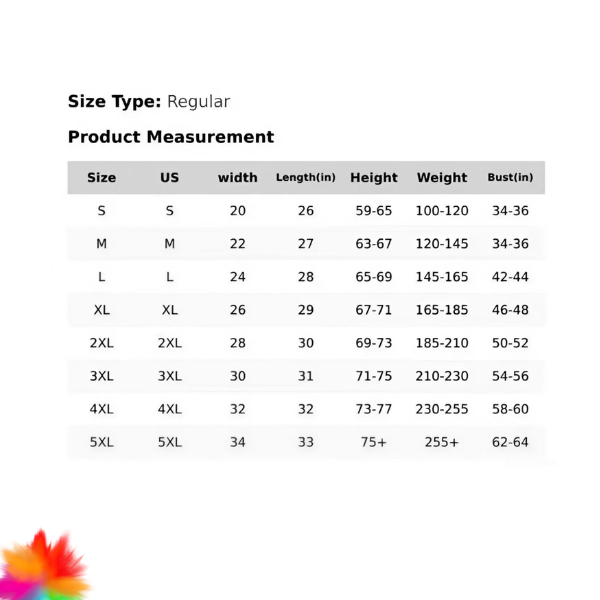 Size Type: Regular
Product Measurement
Size US width Length(in) Height Weight Bust(in)
S S 20 26 59-65 100-120 34-36
M M 22 27 63-67 120-145 34-36
L L 24 28 65-69 145-165 42-44
XL XL 26 29 67-71 165-185 46-48
2XL 2XL 28 30 69-73 185-210 50-52
3XL 3XL 30 31 71-75 210-230 54-56
4XL 4XL 32 32 73-77 230-255 58-60
5XL 5XL 34 33 75+ 255+ 62-64